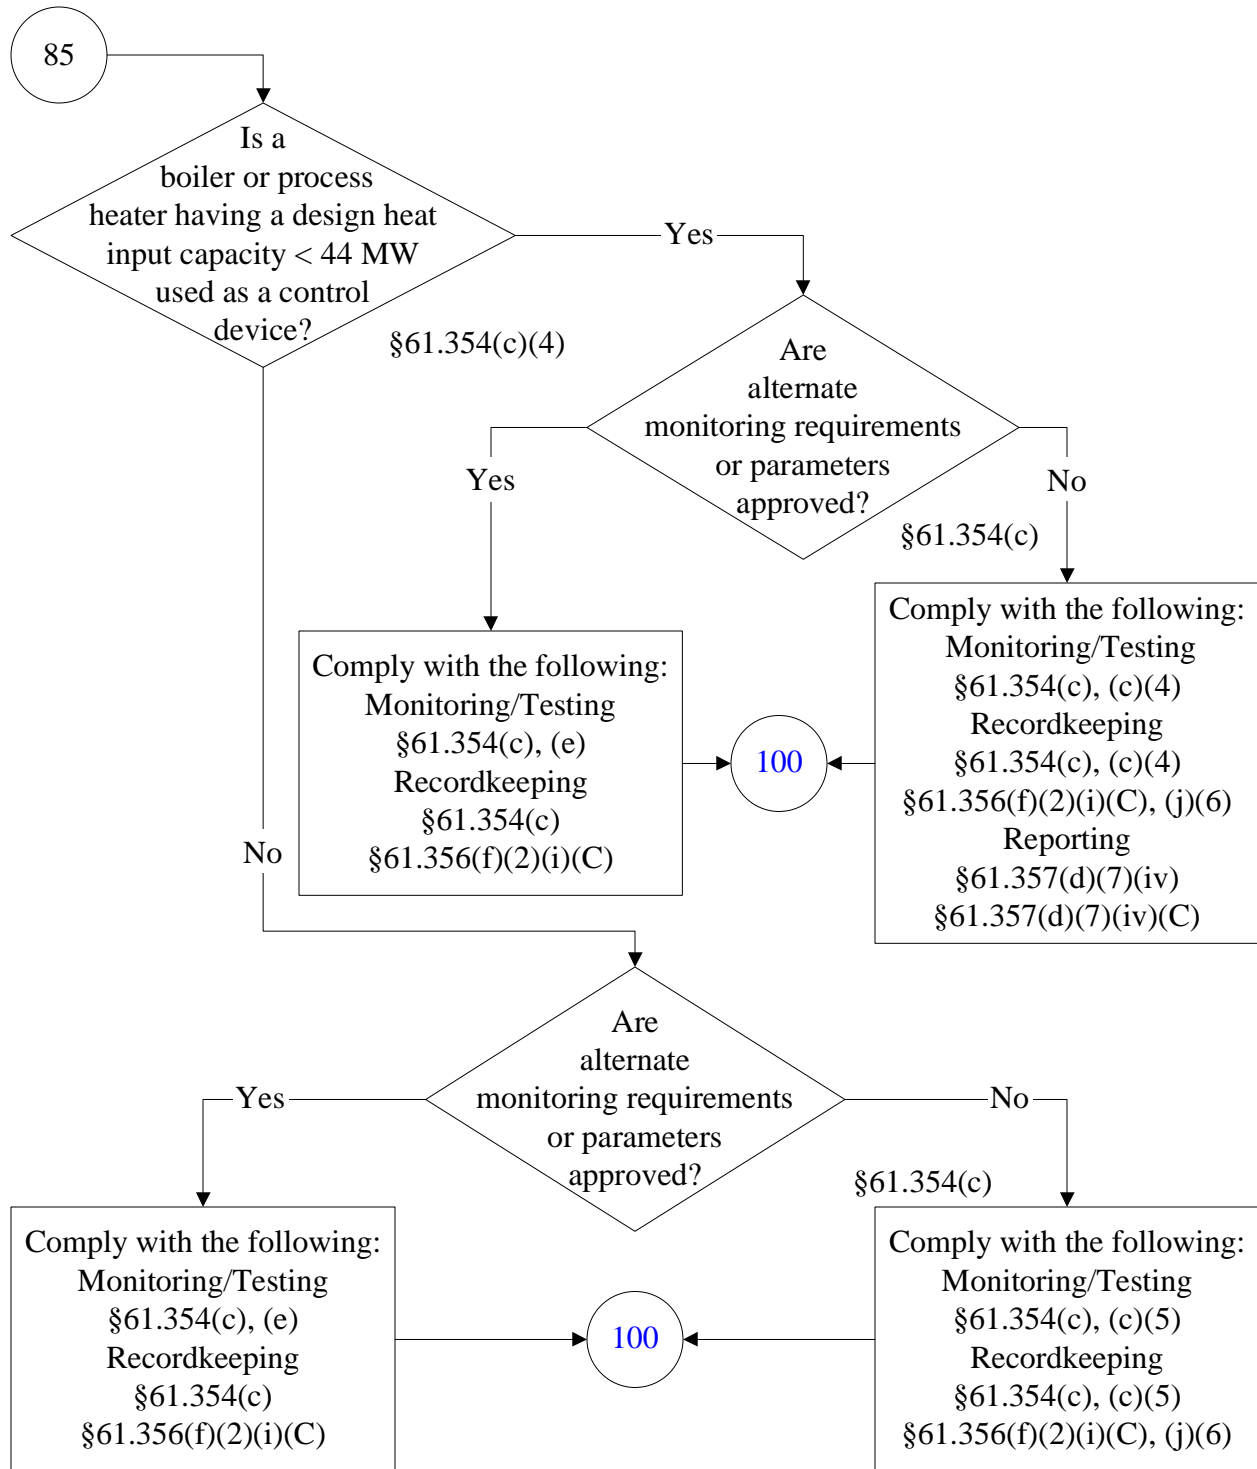 85
Is a
boiler or process
heater having a design heat
input capacity < 44 MW
used as a control
device?
Yes
§61.354(c)(4)
Are
alternate
monitoring requirements
or parameters
approved?
Yes
No
§61.354(c)
Comply with the following:
Monitoring/Testing
§61.354(c), (e)
Recordkeeping
§61.354(c)
§61.356(f)(2)(i)(C)
100
Comply with the following:
Monitoring/Testing
§61.354(c), (c)(4)
Recordkeeping
§61.354(c), (c)(4)
§61.356(f)(2)(i)(C), (j)(6)
Reporting
§61.357(d)(7)(iv)
§61.357(d)(7)(iv)(C)
No
Are
alternate
monitoring requirements
or parameters
approved?
Yes
No
§61.354(c)
Comply with the following:
Monitoring/Testing
§61.354(c), (e)
Recordkeeping
§61.354(c)
§61.356(f)(2)(i)(C)
100
Comply with the following:
Monitoring/Testing
§61.354(c), (c)(5)
Recordkeeping
§61.354(c), (c)(5)
§61.356(f)(2)(i)(C), (j)(6)